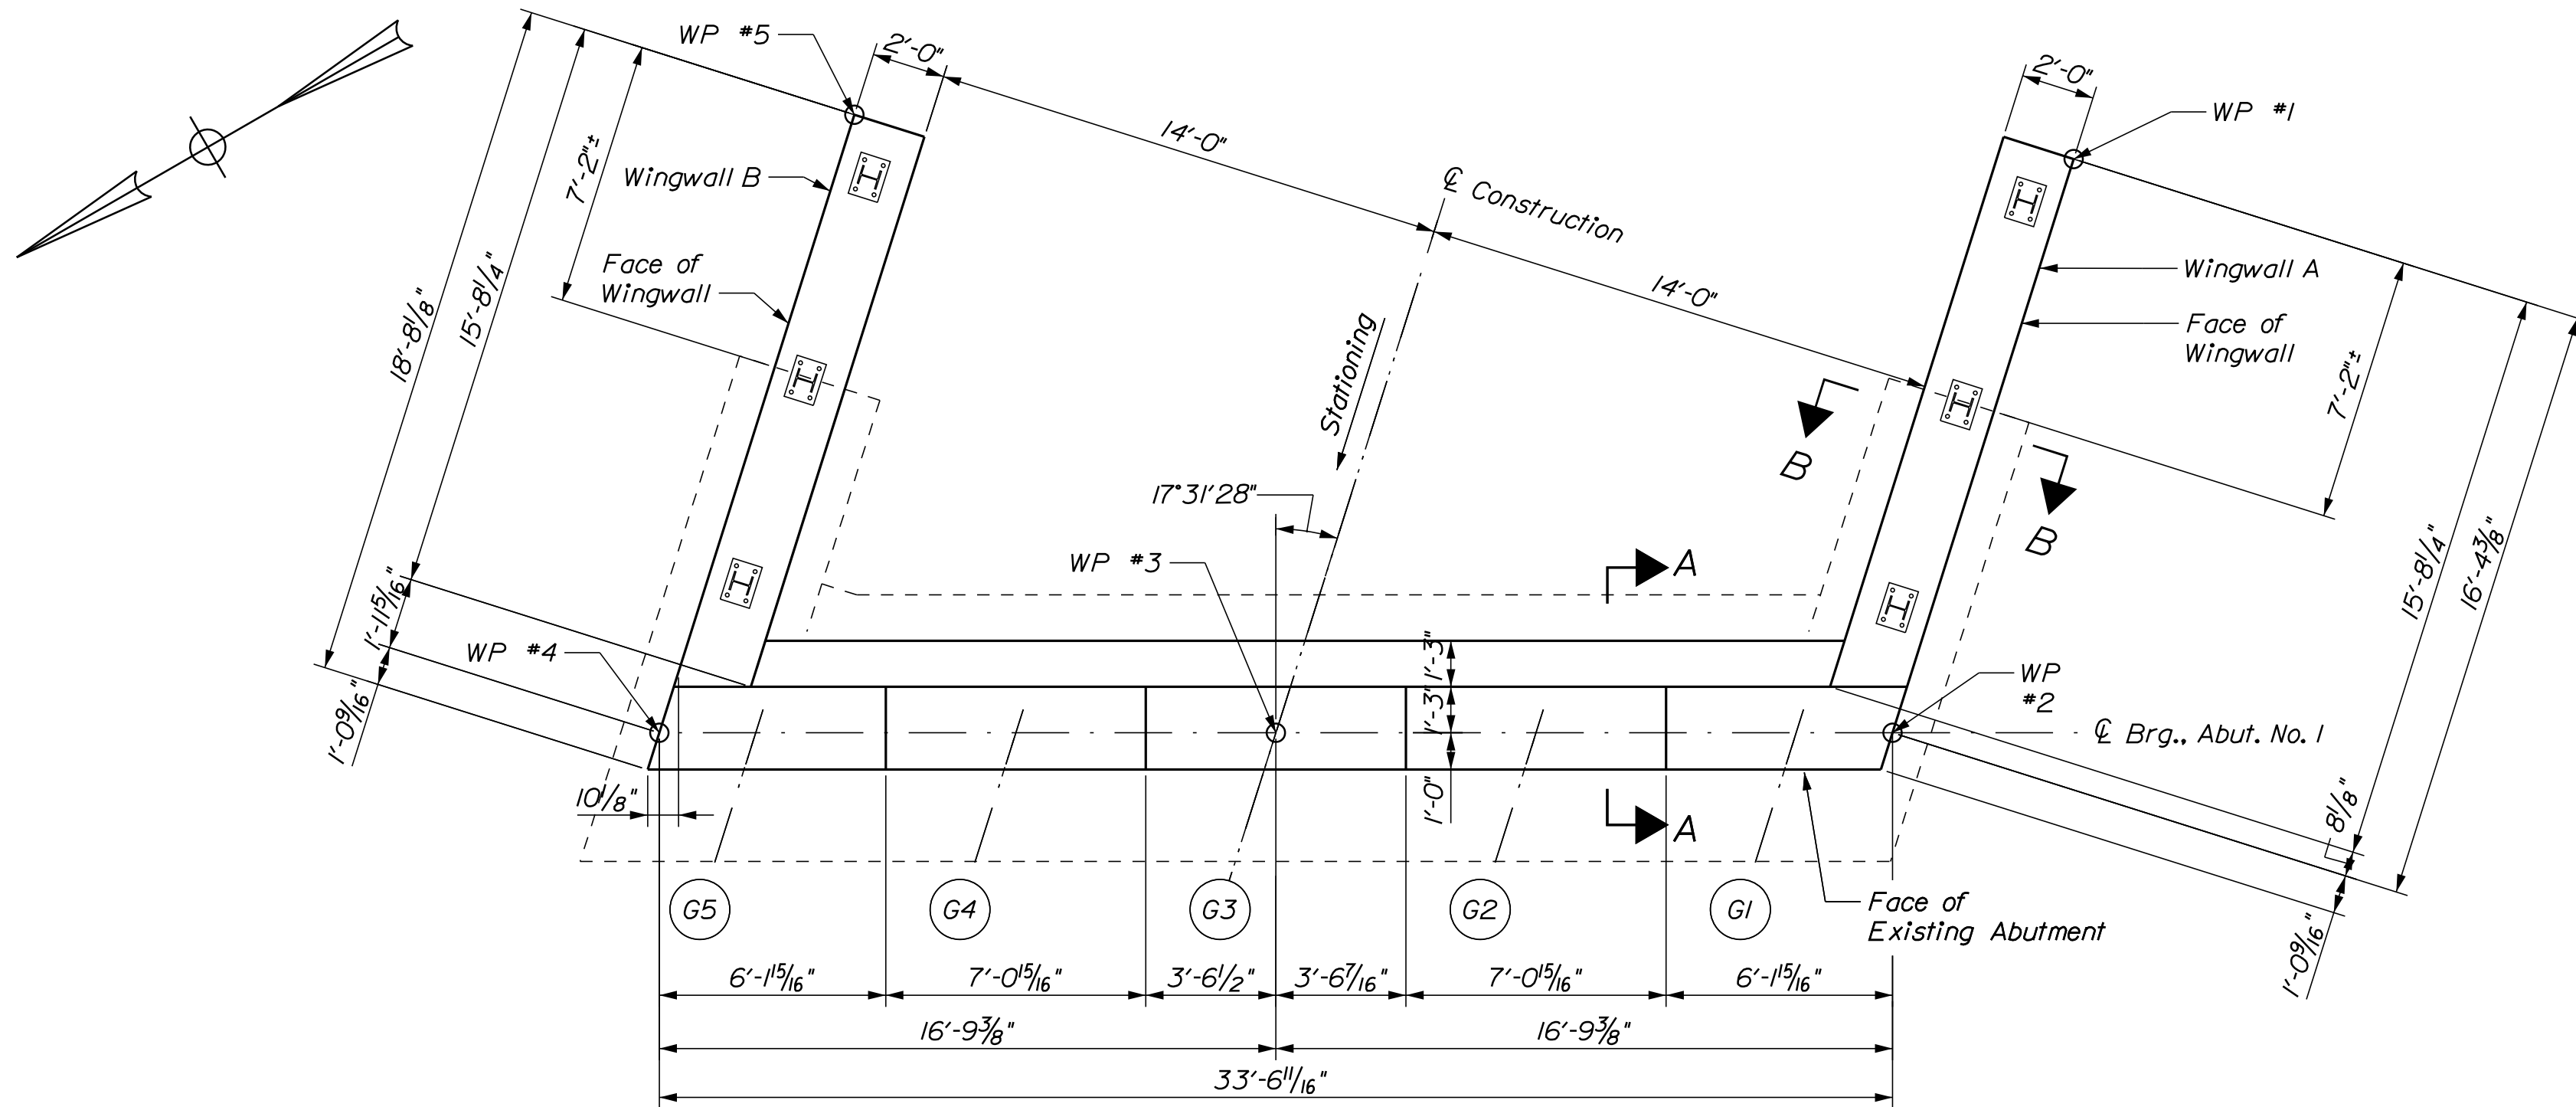 WP #5
2'-0"
2'-0"
WP #1
14'-0"
7'-2"±
Wingwall B
℄ Construction
Face of
Wingwall
18'-8 1/8"
15'-8 1/4"
Wingwall A
14'-0"
Face of
Wingwall
7'-2"±
Stationing
B
B
17°31'28"
WP #3
A
15'-8 1/4"
16'-4 3/8"
1'-11 5/16"
WP #4
1'-3"
WP
#2
1'-0 9/16"
1'-3"
℄ Brg., Abut. No. 1
10 1/8"
1'-0"
A
8 1/8"
G5
G4
G3
G2
G1
Face of
Existing Abutment
1'-0 9/16"
6'-1 15/16"
7'-0 15/16"
3'-6 1/2"
3'-6 7/16"
7'-0 15/16"
6'-1 15/16"
16'-9 3/8"
16'-9 3/8"
33'-6 11/16"